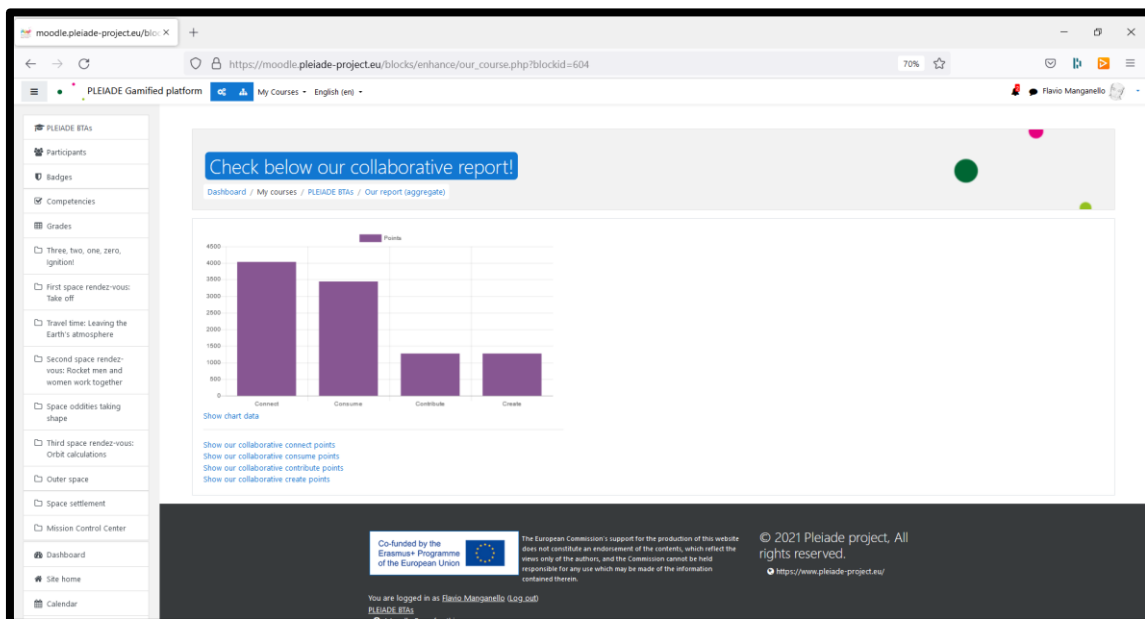 moodle.pleiade-project.eu/bloc
https://moodle.pleiade-project.eu/blocks/enhance/our_course.php?blockid=604
70%
PLEIADE Gamified platform
My Courses
English (en)
Flavio Manganello
PLEIADE BTAs
Participants
Badges
Competencies
Grades
Three, two, one, zero,
Ignition!
First space rendez-vous:
Take off
Travel time: Leaving the
Earth's atmosphere
Second space rendez-
vous: Rocket men and
women work together
Space oddities taking
shape
Third space rendez-vous:
Orbit calculations
Outer space
Space settlement
Mission Control Center
Dashboard
Site home
Calendar
Check below our collaborative report!
Dashboard / My courses / PLEIADE BTAs / Our report (aggregate)
Points
4500
4000
3500
3000
2500
2000
1500
1000
500
0
Connect
Consume
Contribute
Create
Show chart data
Show our collaborative connect points
Show our collaborative consume points
Show our collaborative contribute points
Show our collaborative create points
Co-funded by the
Erasmus+ Programme
of the European Union
The European Commission's support for the production of this website
does not constitute an endorsement of the contents, which reflect the
views only of the authors, and the Commission cannot be held
responsible for any use which may be made of the information
contained therein.
© 2021 Pleiade project, All
rights reserved.
https://www.pleiade-project.eu/
You are logged in as Flavio Manganello (Log out)
PLEIADE BTAs